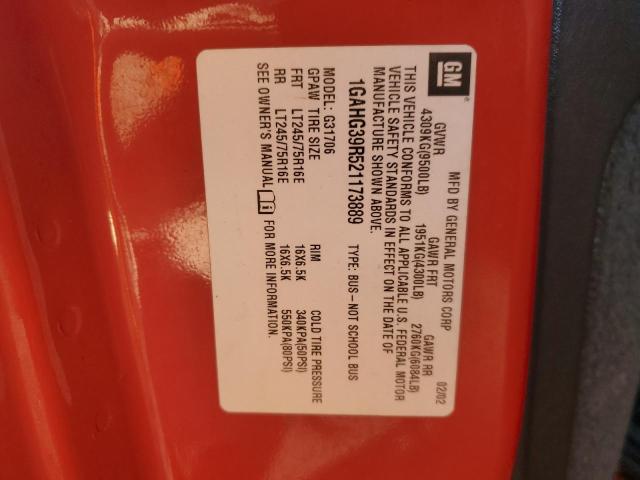 GM
MFD BY GENERAL MOTORS CORP 02/02
GVWR GAWR FRT GAWR RR
4309KG(9500LB) 1951KG(4300LB) 2760KG(6084LB)
THIS VEHICLE CONFORMS TO ALL APPLICABLE U.S. FEDERAL MOTOR
VEHICLE SAFETY STANDARDS IN EFFECT ON THE DATE OF
MANUFACTURE SHOWN ABOVE.
1GAHG39R521173889 TYPE: BUS-NOT SCHOOL BUS
MODEL: G31706
GPAW TIRE SIZE RIM COLD TIRE PRESSURE
FRT LT245/75R16E 16X6.5K 340KPA(50PSI)
RR LT245/75R16E 16X6.5K 550KPA(80PSI)
SEE OWNER'S MANUAL FOR MORE INFORMATION.